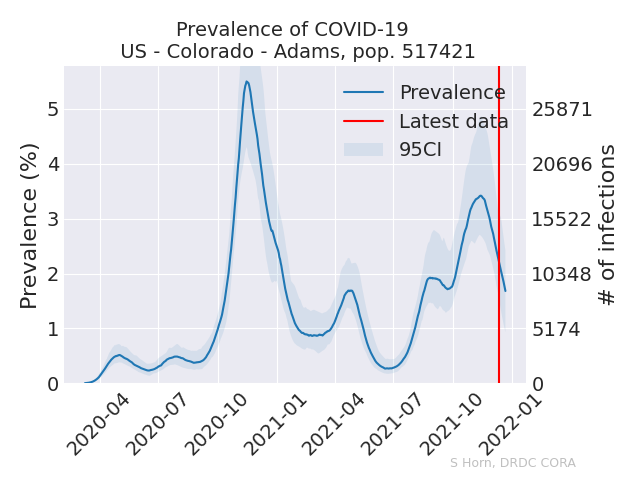 Prevalence of COVID-19
US - Colorado - Adams, pop. 517421
Prevalence
Latest data
95CI
Prevalence (%)
5
4
3
2
1
0
25871
20696
15522
10348
5174
0
# of infections
2020-04
2020-07
2020-10
2021-01
2021-04
2021-07
2021-10
2022-01
S Horn, DRDC CORA